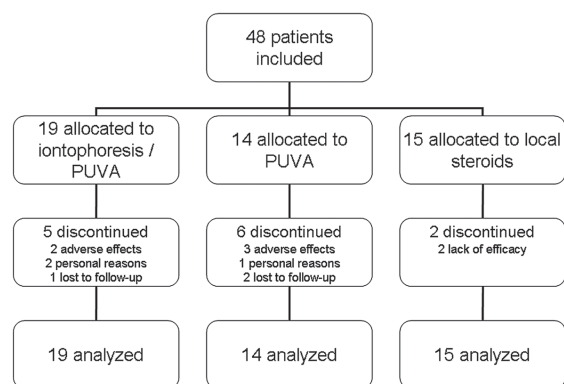 48 patients
included
19 allocated to
iontophoresis /
PUVA
14 allocated to
PUVA
15 allocated to local
steroids
5 discontinued
2 adverse effects
2 personal reasons
1 lost to follow-up
6 discontinued
3 adverse effects
1 personal reasons
2 lost to follow-up
2 discontinued
2 lack of efficacy
19 analyzed
14 analyzed
15 analyzed